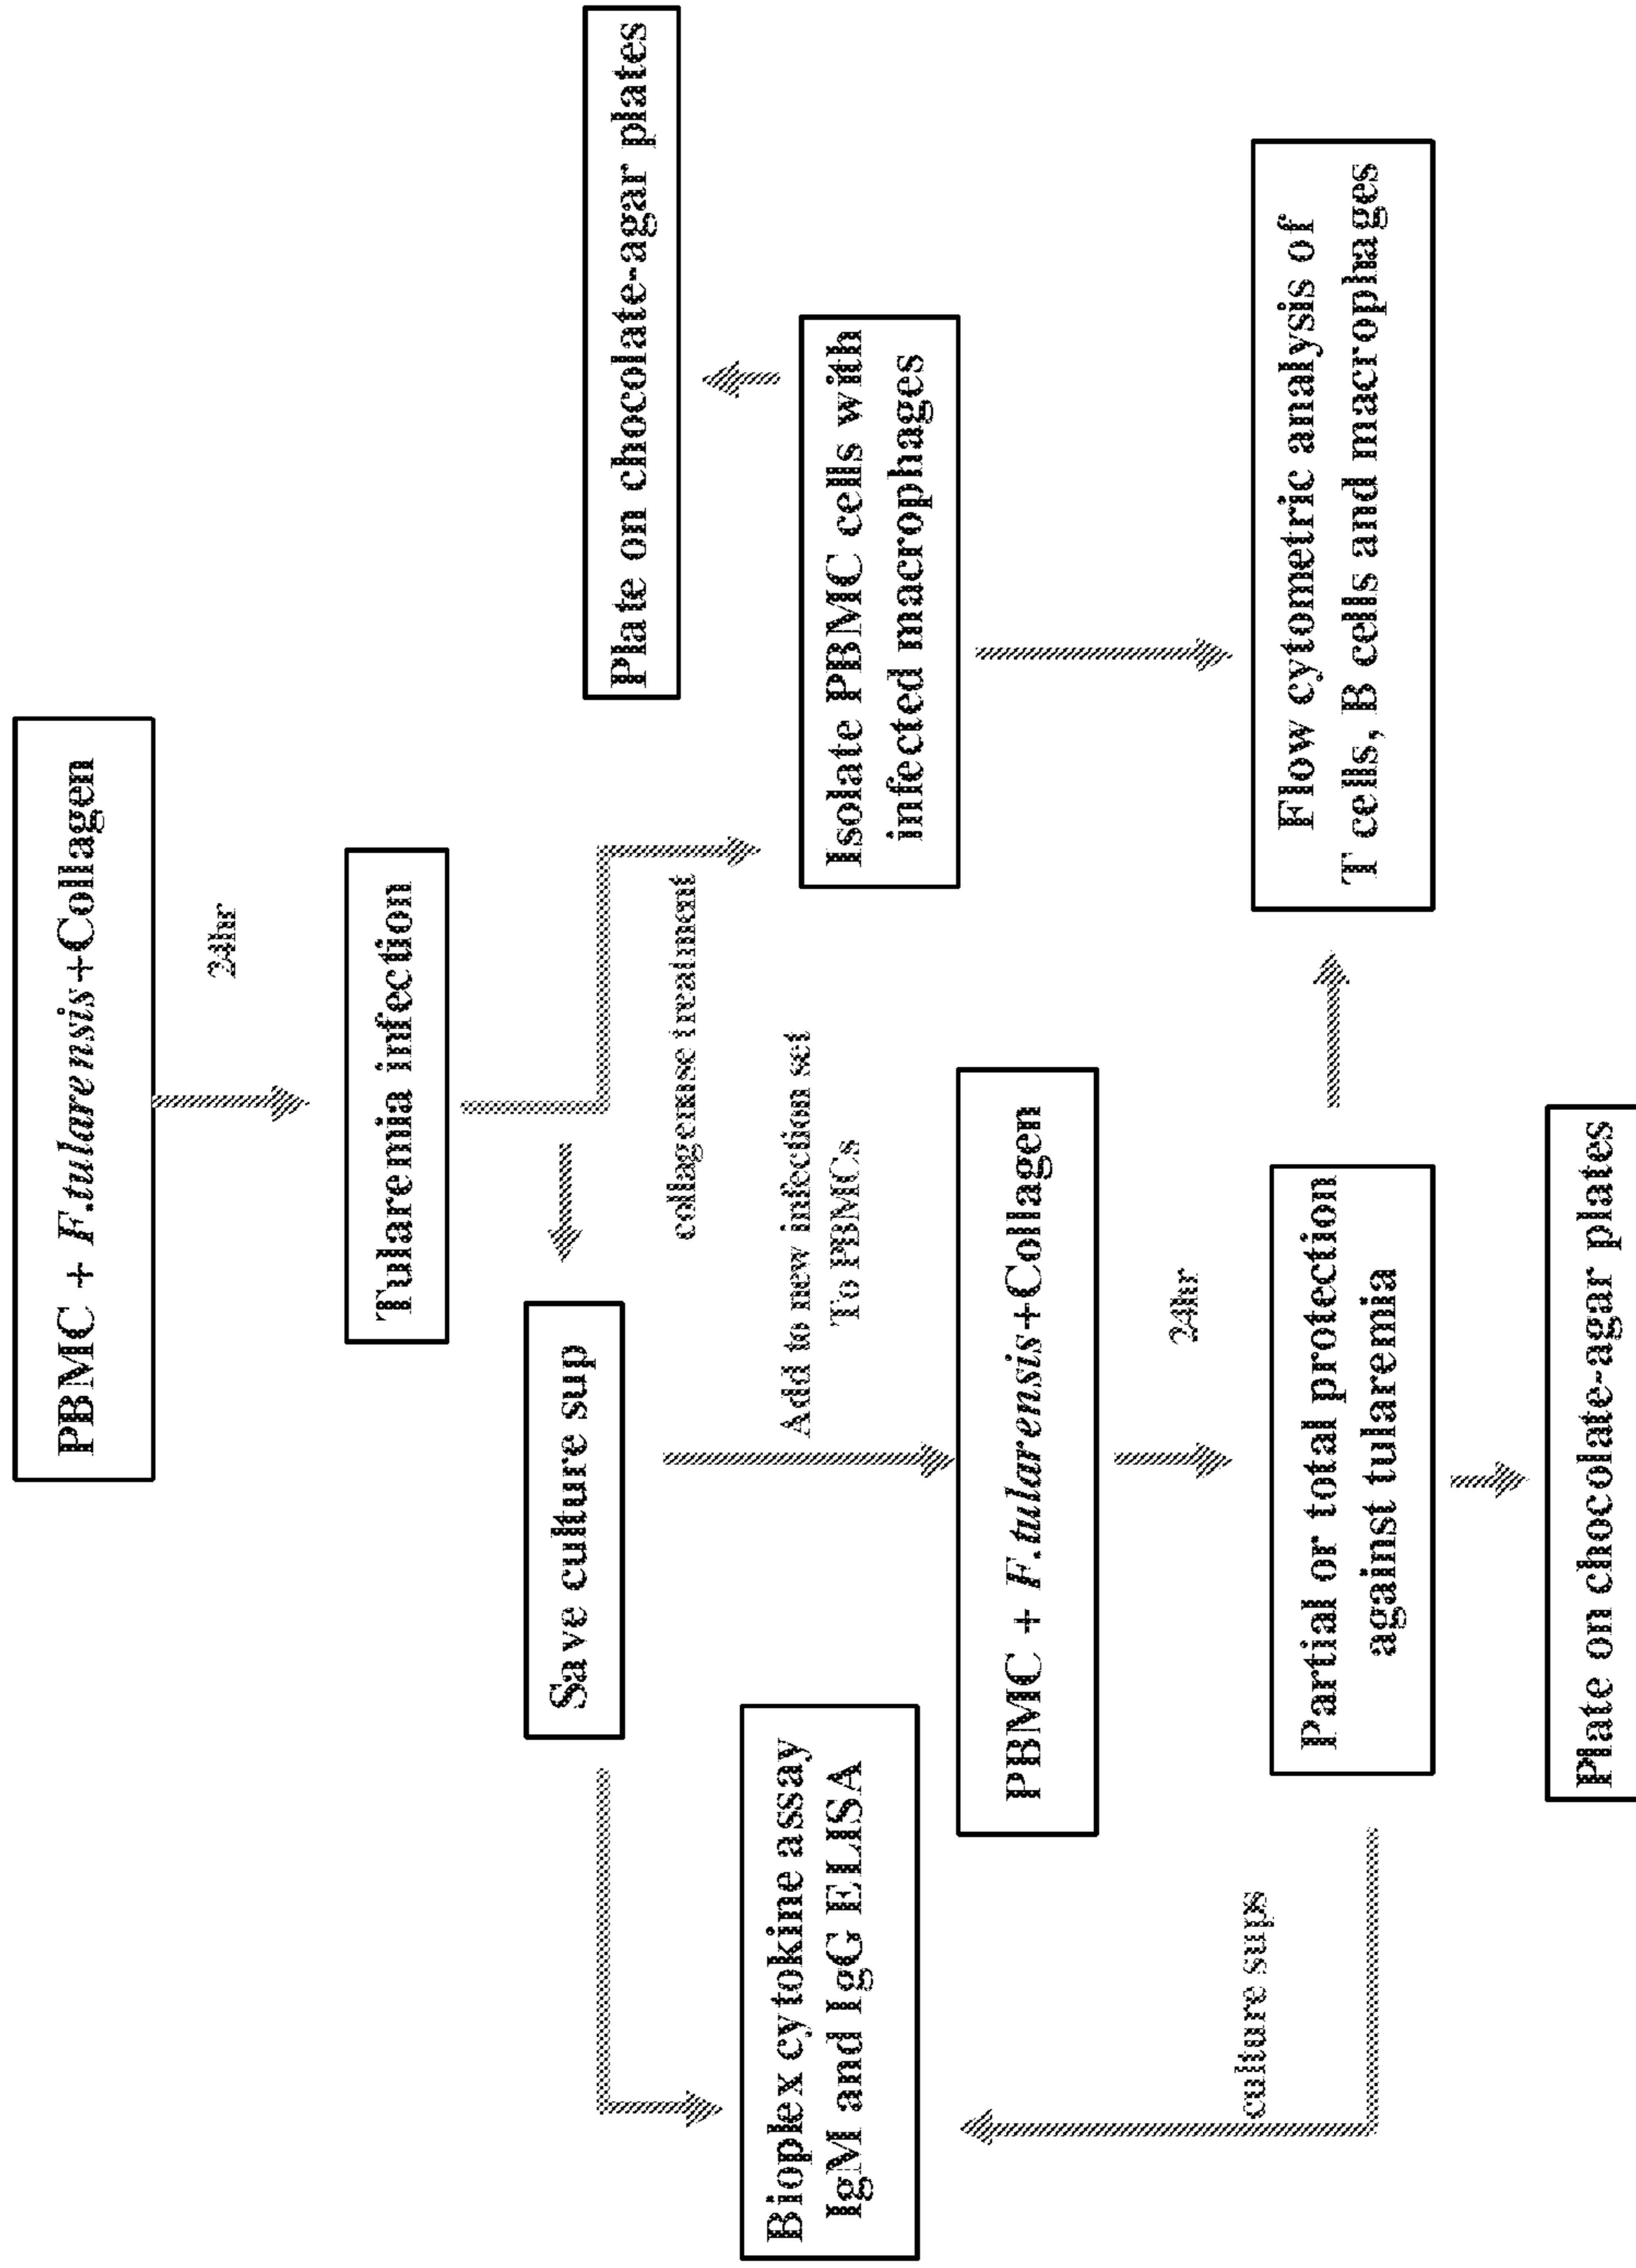 PBMC + F.tularensis+Collagen
24hr
Tularemia infection
Save culture sup
collagenase treatment
Plate on chocolate-agar plates
Bioplex cytokine assay
IgM and IgG ELISA
Add to new infection set
To PBMCs
Isolate PBMC cells with
infected macrophages
PBMC + F.tularensis+Collagen
24hr
culture sups
Partial or total protection
against tularemia
Flow cytometric analysis of
T cells, B cells and macrophages
Plate on chocolate-agar plates